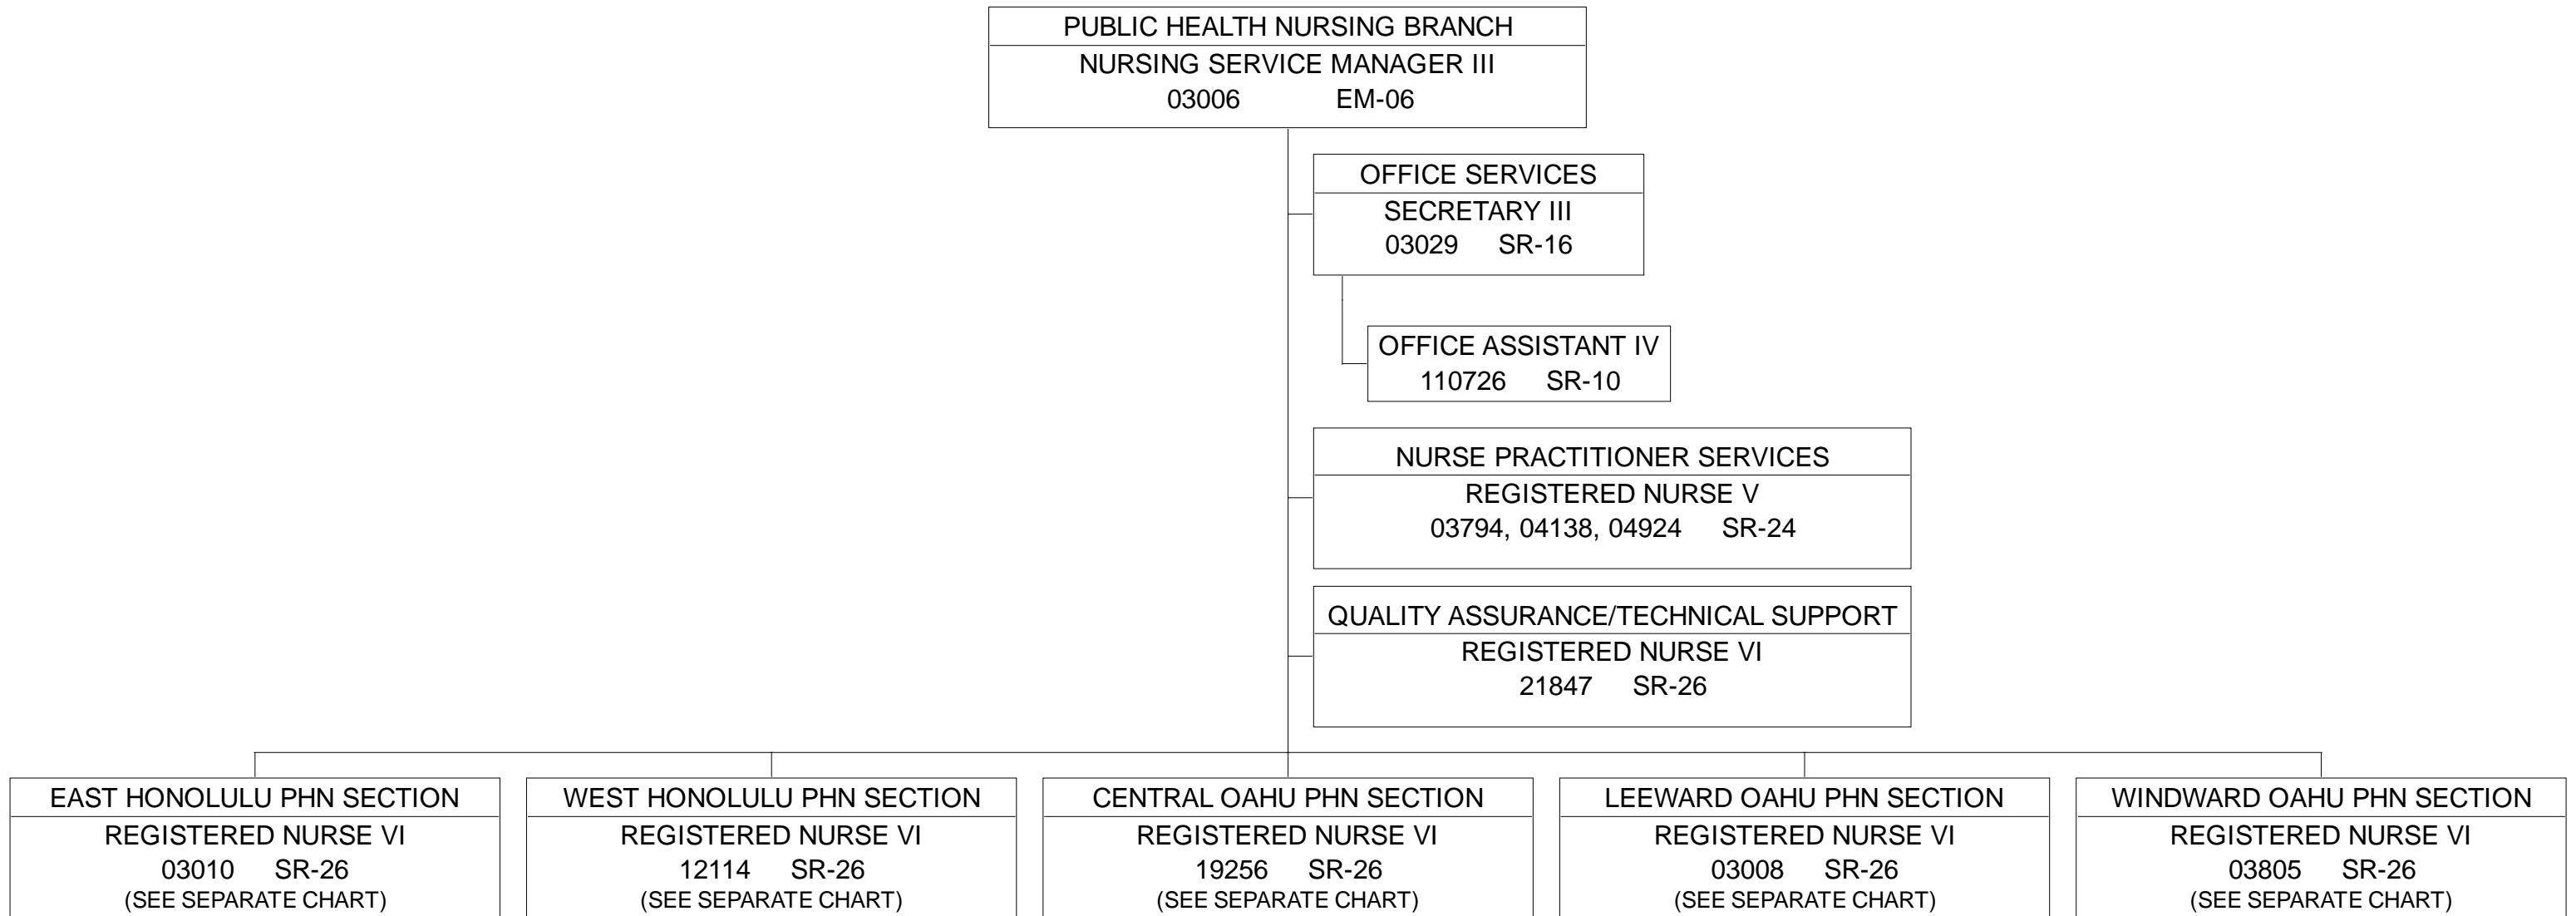 PUBLIC HEALTH NURSING BRANCH
NURSING SERVICE MANAGER III
03006 EM-06
OFFICE SERVICES
SECRETARY III
03029 SR-16
OFFICE ASSISTANT IV
110726 SR-10
NURSE PRACTITIONER SERVICES
REGISTERED NURSE V
03794, 04138, 04924 SR-24
QUALITY ASSURANCE/TECHNICAL SUPPORT
REGISTERED NURSE VI
21847 SR-26
EAST HONOLULU PHN SECTION
REGISTERED NURSE VI
03010 SR-26
(SEE SEPARATE CHART)
WEST HONOLULU PHN SECTION
REGISTERED NURSE VI
12114 SR-26
(SEE SEPARATE CHART)
CENTRAL OAHU PHN SECTION
REGISTERED NURSE VI
19256 SR-26
(SEE SEPARATE CHART)
LEEWARD OAHU PHN SECTION
REGISTERED NURSE VI
03008 SR-26
(SEE SEPARATE CHART)
WINDWARD OAHU PHN SECTION
REGISTERED NURSE VI
03805 SR-26
(SEE SEPARATE CHART)